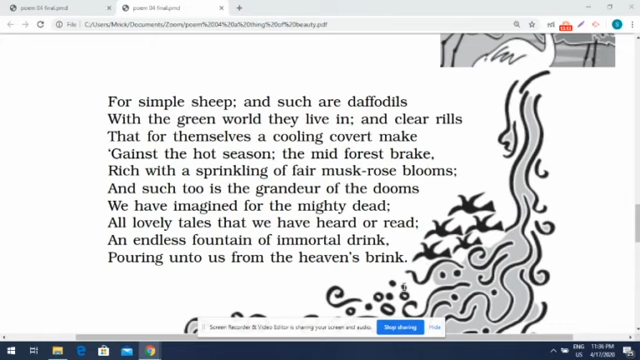 poem 04 final.pmd
poem 04 final.pmd
File | C:/Users/Mnick/Documents/Zoom/poem%2004%20a%20thing%20of%20beauty.pdf
For simple sheep; and such are daffodils
With the green world they live in; and clear rills
That for themselves a cooling covert make
‘Gainst the hot season; the mid forest brake,
Rich with a sprinkling of fair musk-rose blooms;
And such too is the grandeur of the dooms
We have imagined for the mighty dead;
All lovely tales that we have heard or read;
An endless fountain of immortal drink,
Pouring unto us from the heaven’s brink.
Screen Recorder & Video Editor is sharing your screen and audio.
Stop sharing
Hide
ENG
US
11:36 PM
4/17/2020